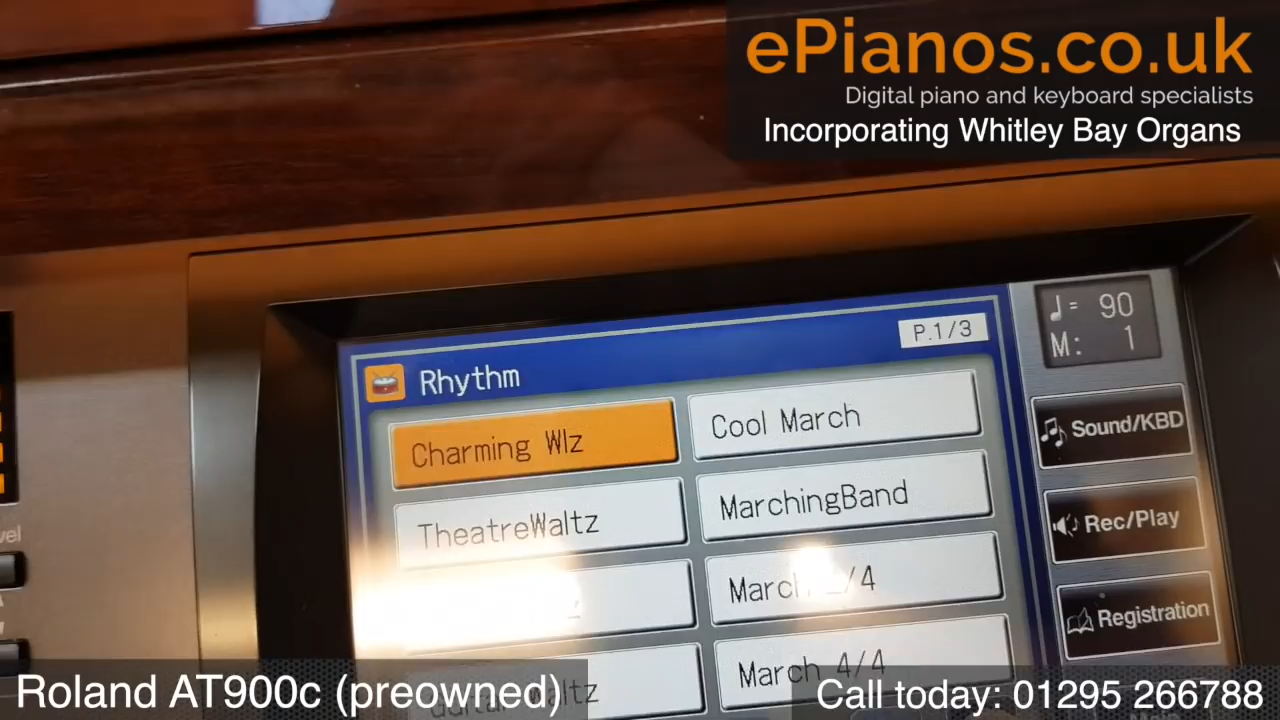 ePianos.co.uk
Digital piano and keyboard specialists
Incorporating Whitley Bay Organs
Rhythm
P.1/3
♩= 90
M: 1
Charming Wlz
Cool March
Sound/KBD
TheatreWaltz
MarchingBand
Rec/Play
March /4
Registration
March 4/4
Roland AT900c (preowned)
Call today: 01295 266788